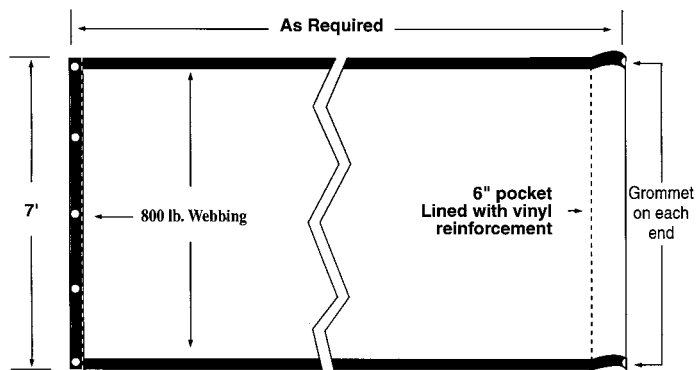 As Required
7'
800 lb. Webbing
6" pocket
Lined with vinyl
reinforcement
Grommet
on each
end